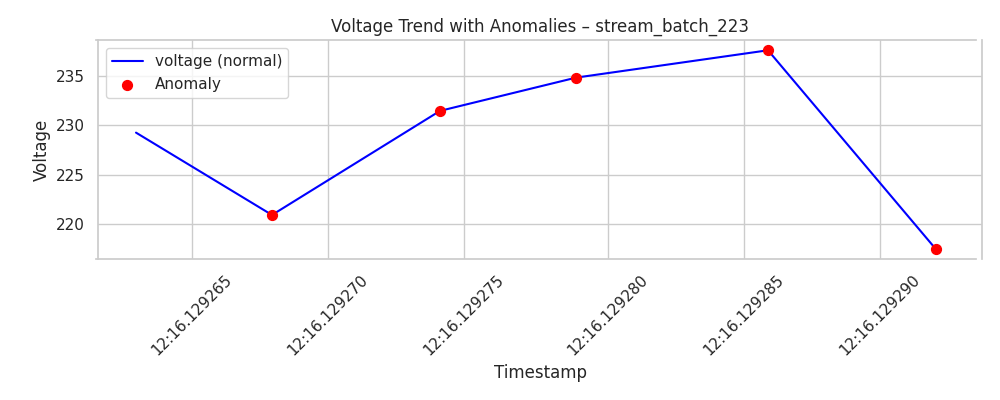 Voltage Trend with Anomalies – stream_batch_223
voltage (normal)
Anomaly
Voltage
235
230
225
220
12:16.129265
12:16.129270
12:16.129275
12:16.129280
12:16.129285
12:16.129290
Timestamp